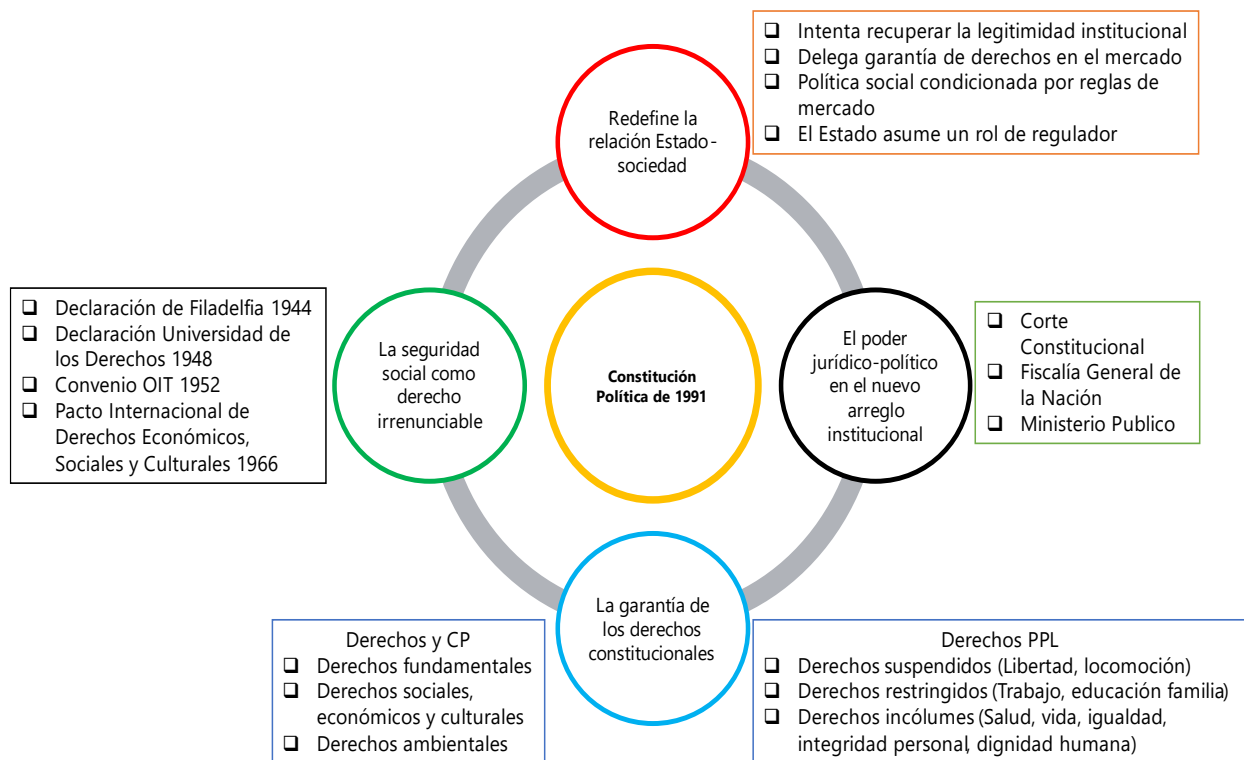 ❑ Intenta recuperar la legitimidad institucional
❑ Delega garantía de derechos en el mercado
❑ Política social condicionada por reglas de
mercado
❑ El Estado asume un rol de regulador
Redefine la
relación Estado-
sociedad
❑ Declaración de Filadelfia 1944
❑ Declaración Universidad de
los Derechos 1948
❑ Convenio OIT 1952
❑ Pacto Internacional de
Derechos Económicos,
Sociales y Culturales 1966
La seguridad
social como
derecho
irrenunciable
Constitución
Política de 1991
El poder
jurídico-político
en el nuevo
arreglo
institucional
❑ Corte
Constitucional
❑ Fiscalía General de
la Nación
❑ Ministerio Publico
La garantía de
los derechos
constitucionales
Derechos y CP
❑ Derechos fundamentales
❑ Derechos sociales,
económicos y culturales
❑ Derechos ambientales
Derechos PPL
❑ Derechos suspendidos (Libertad, locomoción)
❑ Derechos restringidos (Trabajo, educación familia)
❑ Derechos incólumes (Salud, vida, igualdad,
integridad personal, dignidad humana)